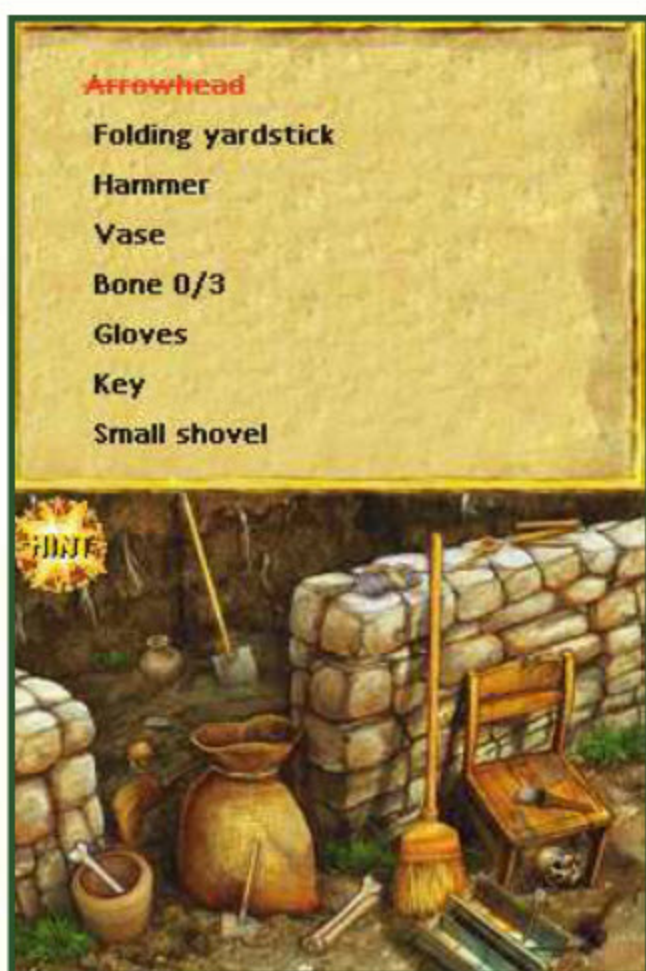 Arrowhead
Folding yardstick
Hammer
Vase
Bone 0/3
Gloves
Key
Small shovel
HINT